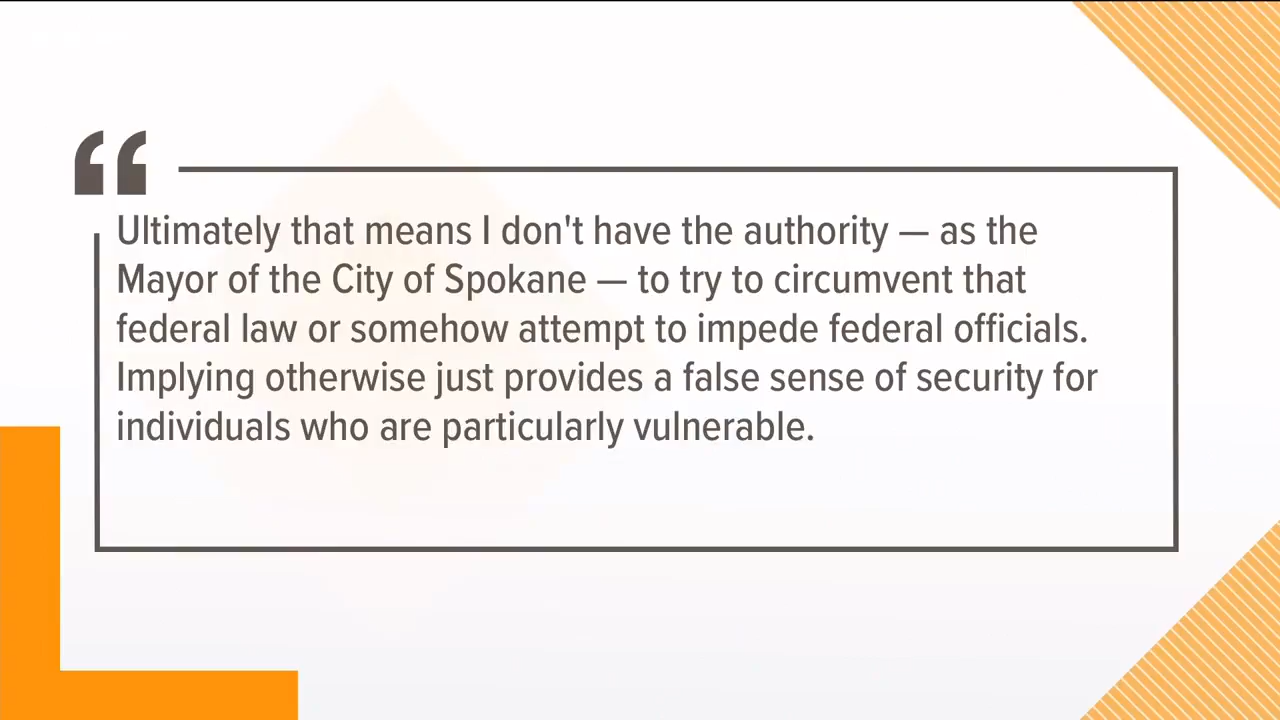 “
Ultimately that means I don't have the authority — as the
Mayor of the City of Spokane — to try to circumvent that
federal law or somehow attempt to impede federal officials.
Implying otherwise just provides a false sense of security for
individuals who are particularly vulnerable.